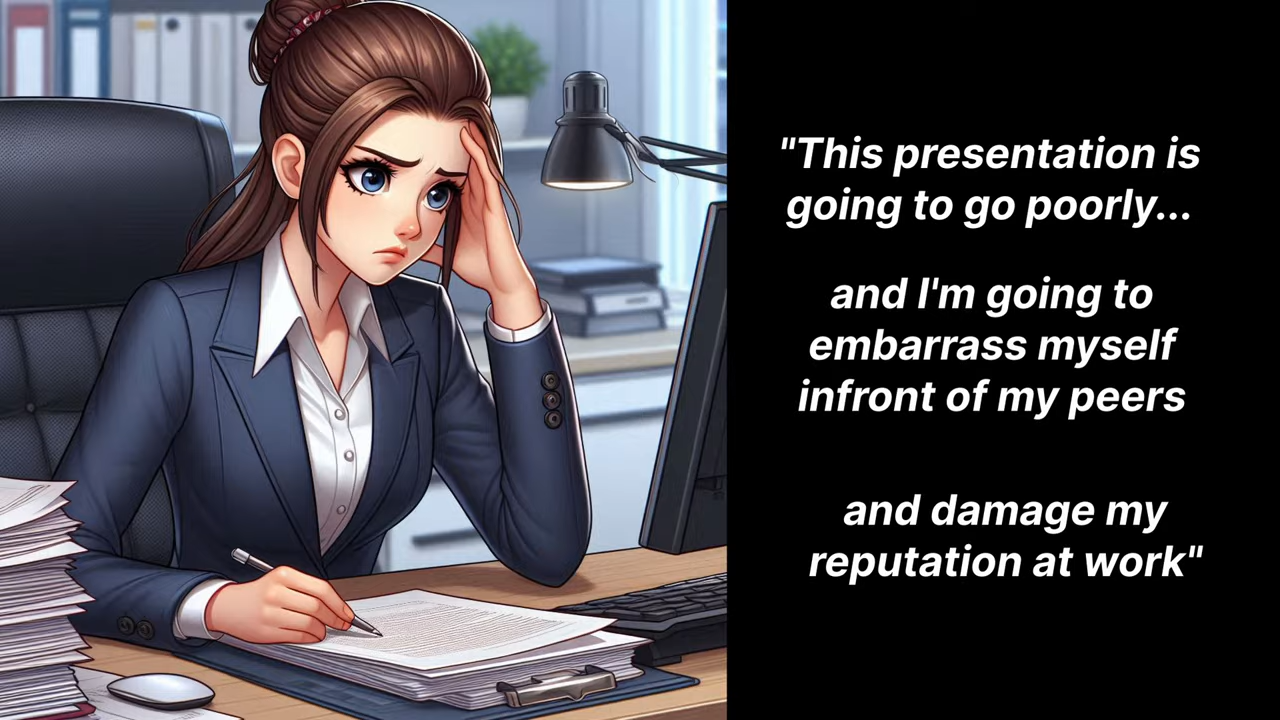 "This presentation is
going to go poorly...
and I'm going to
embarrass myself
infront of my peers
and damage my
reputation at work"